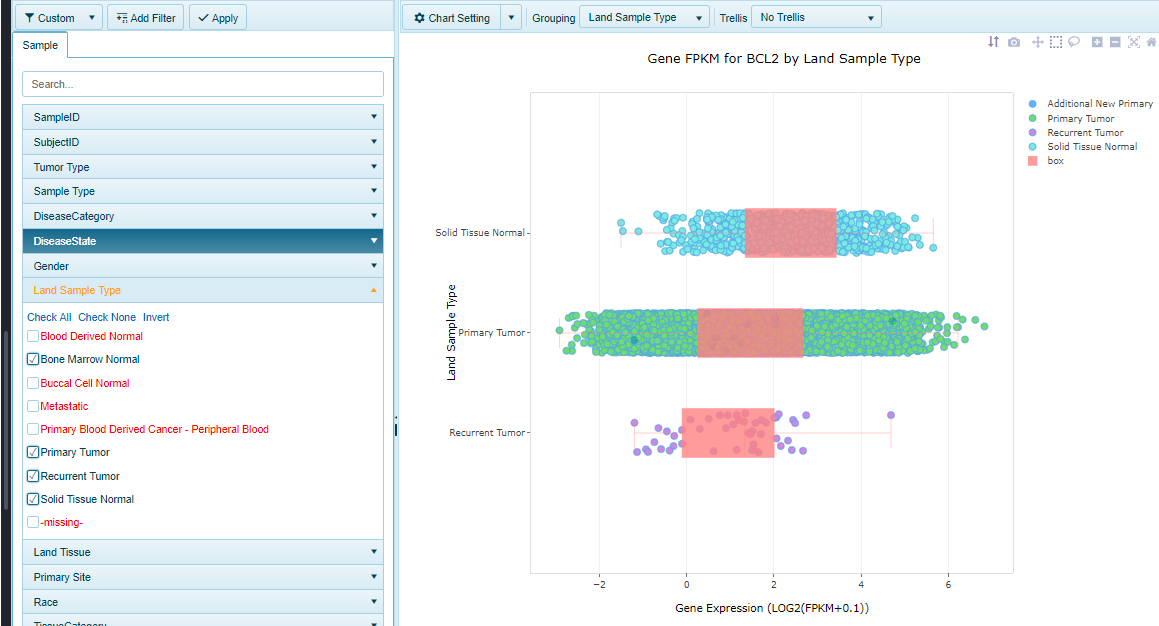 Custom Add Filter Apply
Sample
Search...
SampleID
SubjectID
Tumor Type
Sample Type
DiseaseCategory
DiseaseState
Gender
Land Sample Type
Check All Check None Invert
Blood Derived Normal
Bone Marrow Normal
Buccal Cell Normal
Metastatic
Primary Blood Derived Cancer - Peripheral Blood
Primary Tumor
Recurrent Tumor
Solid Tissue Normal
-missing-
Land Tissue
Primary Site
Race
TissueCategory
Chart Setting Grouping Land Sample Type Trellis No Trellis
Gene FPKM for BCL2 by Land Sample Type
Additional New Primary
Primary Tumor
Recurrent Tumor
Solid Tissue Normal
box
Land Sample Type
Solid Tissue Normal
Primary Tumor
Recurrent Tumor
−2 0 2 4 6
Gene Expression (LOG2(FPKM+0.1))